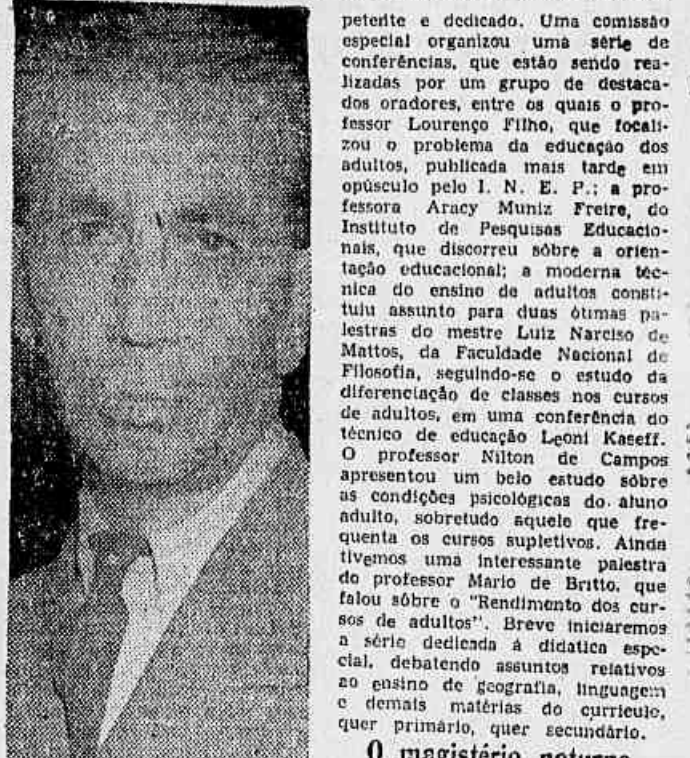 petente e dedicado. Uma comissão
especial organizou uma série de
conferências, que estão sendo rea-
lizadas por um grupo de destaca-
dos oradores, entre os quais o pro-
fessor Lourenço Filho, que focali-
zou o problema da educação dos
adultos, publicada mais tarde em
opúsculo pelo I. N. E. P.; a pro-
fessora Aracy Muniz Freire, do
Instituto de Pesquisas Educacio-
nais, que discorreu sôbre a orien-
tação educacional; a moderna téc-
nica do ensino de adultos consti-
tuiu assunto para duas ótimas pa-
lestras do mestre Luiz Narciso de
Mattos, da Faculdade Nacional de
Filosofia, seguindo-se o estudo da
diferenciação de classes nos cursos
de adultos, em uma conferência do
técnico de educação Leoni Kaseff.
O professor Nilton de Campos
apresentou um belo estudo sôbre
as condições psicológicas do aluno
adulto, sobretudo aquele que fre-
quenta os cursos supletivos. Ainda
tivemos uma interessante palestra
do professor Mario de Britto, que
falou sôbre o "Rendimento dos cur-
sos de adultos". Breve iniciaremos
a série dedicada á didatica espe-
cial, debatendo assuntos relativos
ao ensino de geografia, linguagem
e demais matérias do curriculo,
quer primário, quer secundário.
O magistério noturno